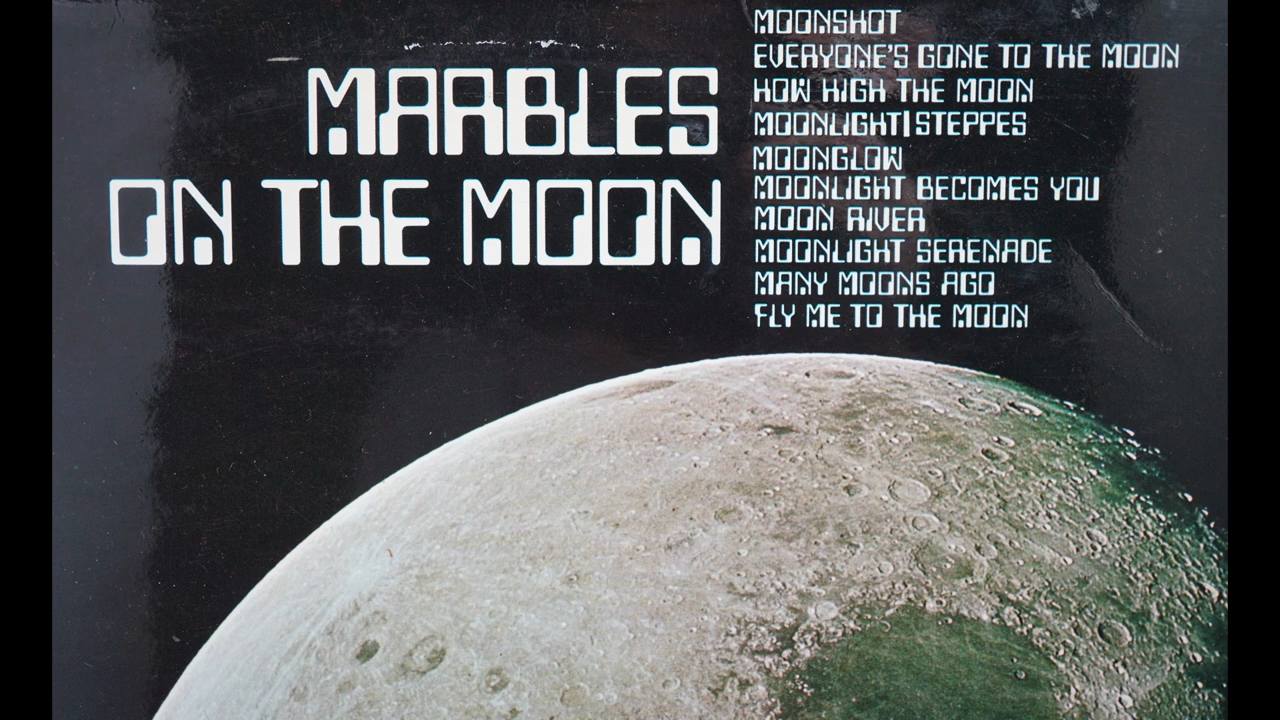 MARBLES
ON THE MOON
MOONSHOT
EVERYONE'S GONE TO THE MOON
HOW HIGH THE MOON
MOONLIGHT|STEPPES
MOONGLOW
MOONLIGHT BECOMES YOU
MOON RIVER
MOONLIGHT SERENADE
MANY MOONS AGO
FLY ME TO THE MOON